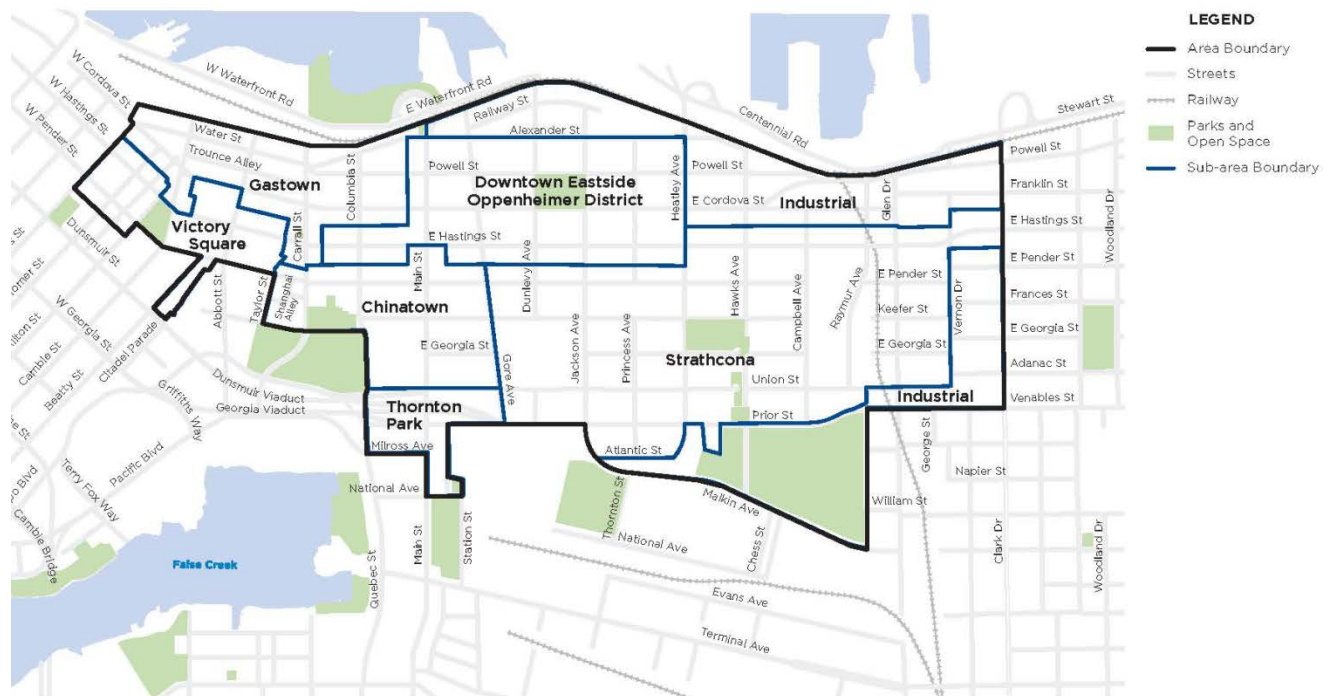 LEGEND
Area Boundary
Streets
Railway
Parks and
Open Space
Sub-area Boundary
W Cordova St
W Hastings St
W Pender St
W Waterfront Rd
E Waterfront Rd
Railway St
Centennial Rd
Stewart St
Water St
Trounce Alley
Alexander St
Powell St
Powell St
Powell St
Gastown
Columbia St
Downtown Eastside
Oppenheimer District
Heatley Ave
E Cordova St
Industrial
Glen Dr
Franklin St
Victory
Square
Carrall St
E Hastings St
E Hastings St
Woodland Dr
Dunsmuir St
Main St
Dunlevy Ave
Hawks Ave
E Pender St
E Pender St
Abbott St
Taylor St
Shanghai
Alley
Chinatown
Campbell Ave
Raymur Ave
Keefer St
Vernon Dr
Frances St
W Georgia St
Citadel Parade
E Georgia St
Gore Ave
Jackson Ave
Princess Ave
Strathcona
E Georgia St
E Georgia St
Adanac St
Cambie St
Beatty St
Dunsmuir Viaduct
Georgia Viaduct
Griffiths Way
Union St
Industrial
Venables St
Thornton
Park
Prior St
Milross Ave
Atlantic St
George St
Pacific Blvd
Terry Fox Way
National Ave
Malkin Ave
Napier St
William St
Cambie Bridge
Main St
Station St
Thornton St
National Ave
Chess St
Clark Dr
Woodland Dr
False Creek
Quebec St
Evans Ave
Terminal Ave